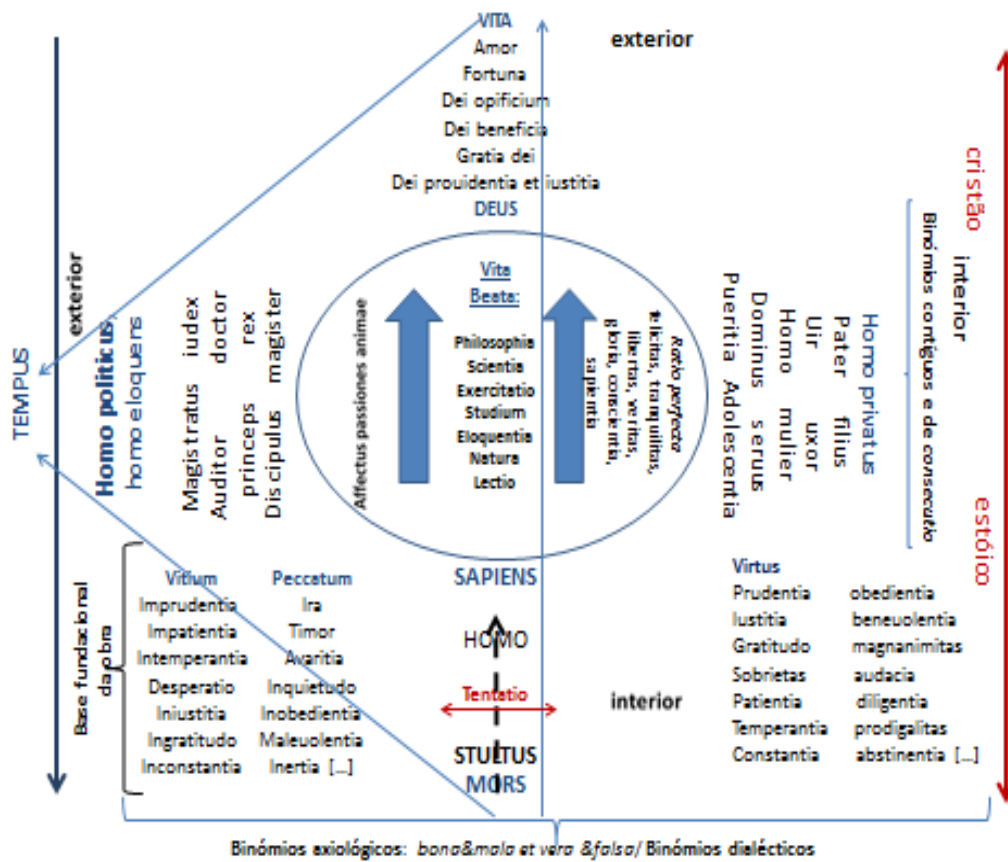 VITA
exterior
Amor
Fortuna
Dei opificium
Dei beneficia
Gratia dei
Dei prouidentia et iustitia
DEUS
cristão
estóico
TEMPUS
exterior
Homo politicus,
homo eloquens
Magistratus iudex
Auditor doctor
princeps rex
Disciplus magister
Affectus passiones animae
Vita
Beata:
Philosophia
Scientia
Exercitatio
Studium
Eloquentia
Natura
Lectio
Ratio perfecta
felicitas, tranquilitas,
libertas, veritas,
gloria, conscientia,
sapientia
Homo privatus
Pater filius
Uir uxor
Homo mulier
Dominus seruus
Pueritia Adolescentia
interior
Binómios contíguos e de consecutio
SAPIENS
HOMO
Tentatio
STULTUS
MORS
Base fundacional
da obra
Vitium Peccatum
Imprudentia Ira
Impatientia Timor
Intemperantia Avaritia
Desperatio Inquietudo
Iniustitia Inobedientia
Ingratitudo Maleuolentia
Inconstantia Inertia [...]
interior
Virtus
Prudentia obedientia
Iustitia beneuolentia
Gratitudo magnanimitas
Sobrietas audacia
Patientia diligentia
Temperantia prodigalitas
Constantia abstinentia [...]
Binómios axiológicos: bona&mala et vera &falsa/ Binómios dialécticos